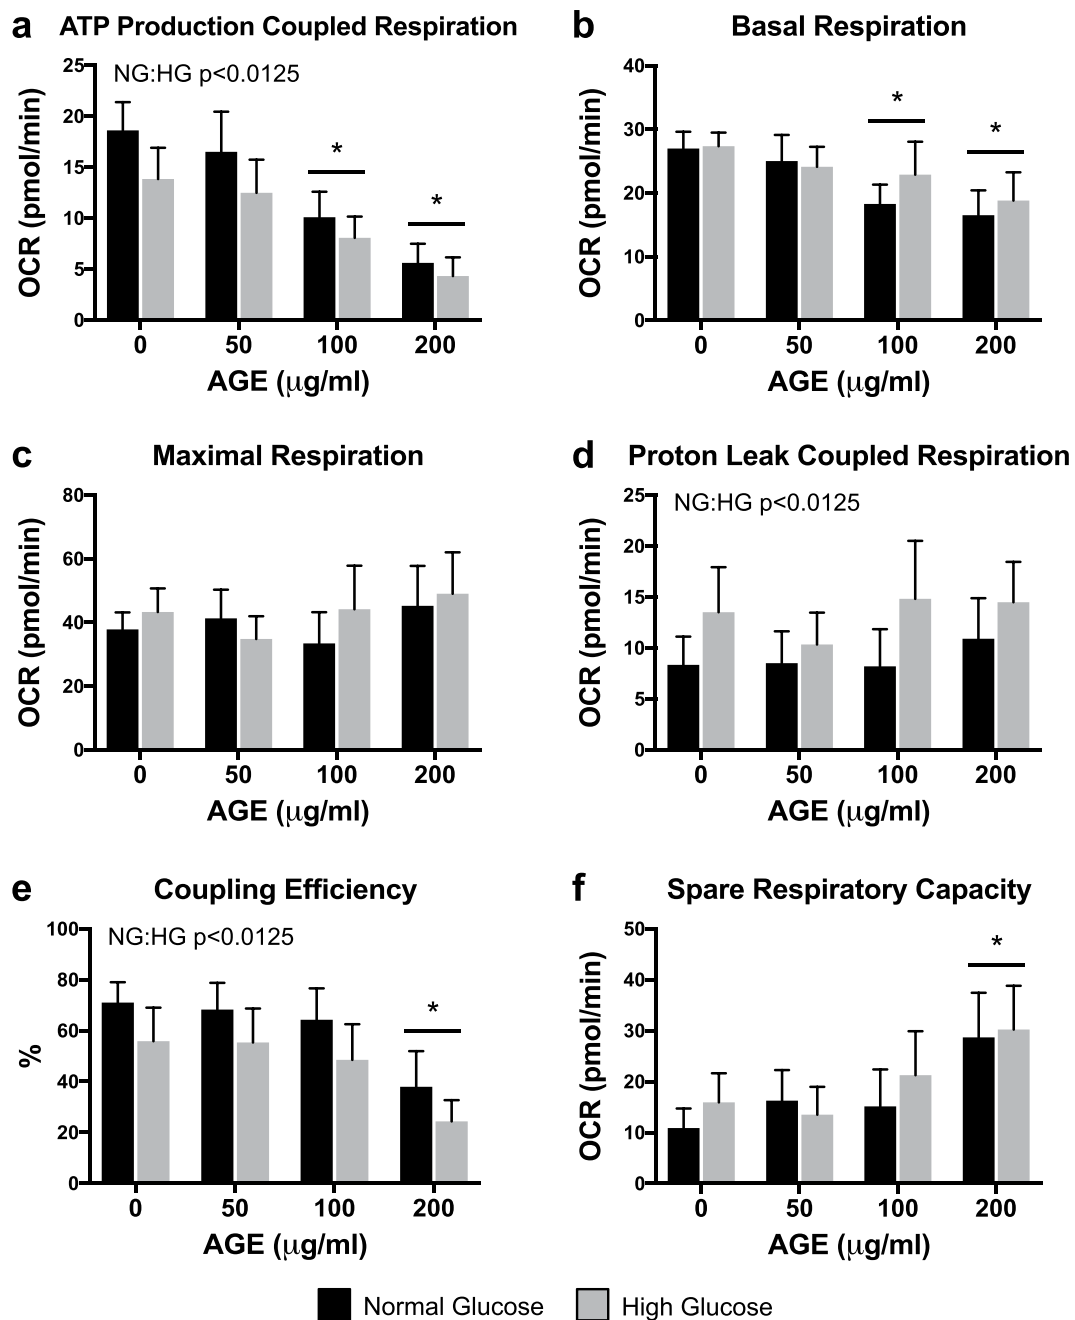 a ATP Production Coupled Respiration
NG:HG p<0.0125
OCR (pmol/min)
25
20
15
10
5
0
*
*
0 50 100 200
AGE (μg/ml)
b Basal Respiration
OCR (pmol/min)
40
30
20
10
0
*
*
0 50 100 200
AGE (μg/ml)
c Maximal Respiration
OCR (pmol/min)
80
60
40
20
0
0 50 100 200
AGE (μg/ml)
d Proton Leak Coupled Respiration
NG:HG p<0.0125
OCR (pmol/min)
25
20
15
10
5
0
0 50 100 200
AGE (μg/ml)
e Coupling Efficiency
NG:HG p<0.0125
%
100
80
60
40
20
0
*
0 50 100 200
AGE (μg/ml)
f Spare Respiratory Capacity
OCR (pmol/min)
50
40
30
20
10
0
*
0 50 100 200
AGE (μg/ml)
Normal Glucose High Glucose